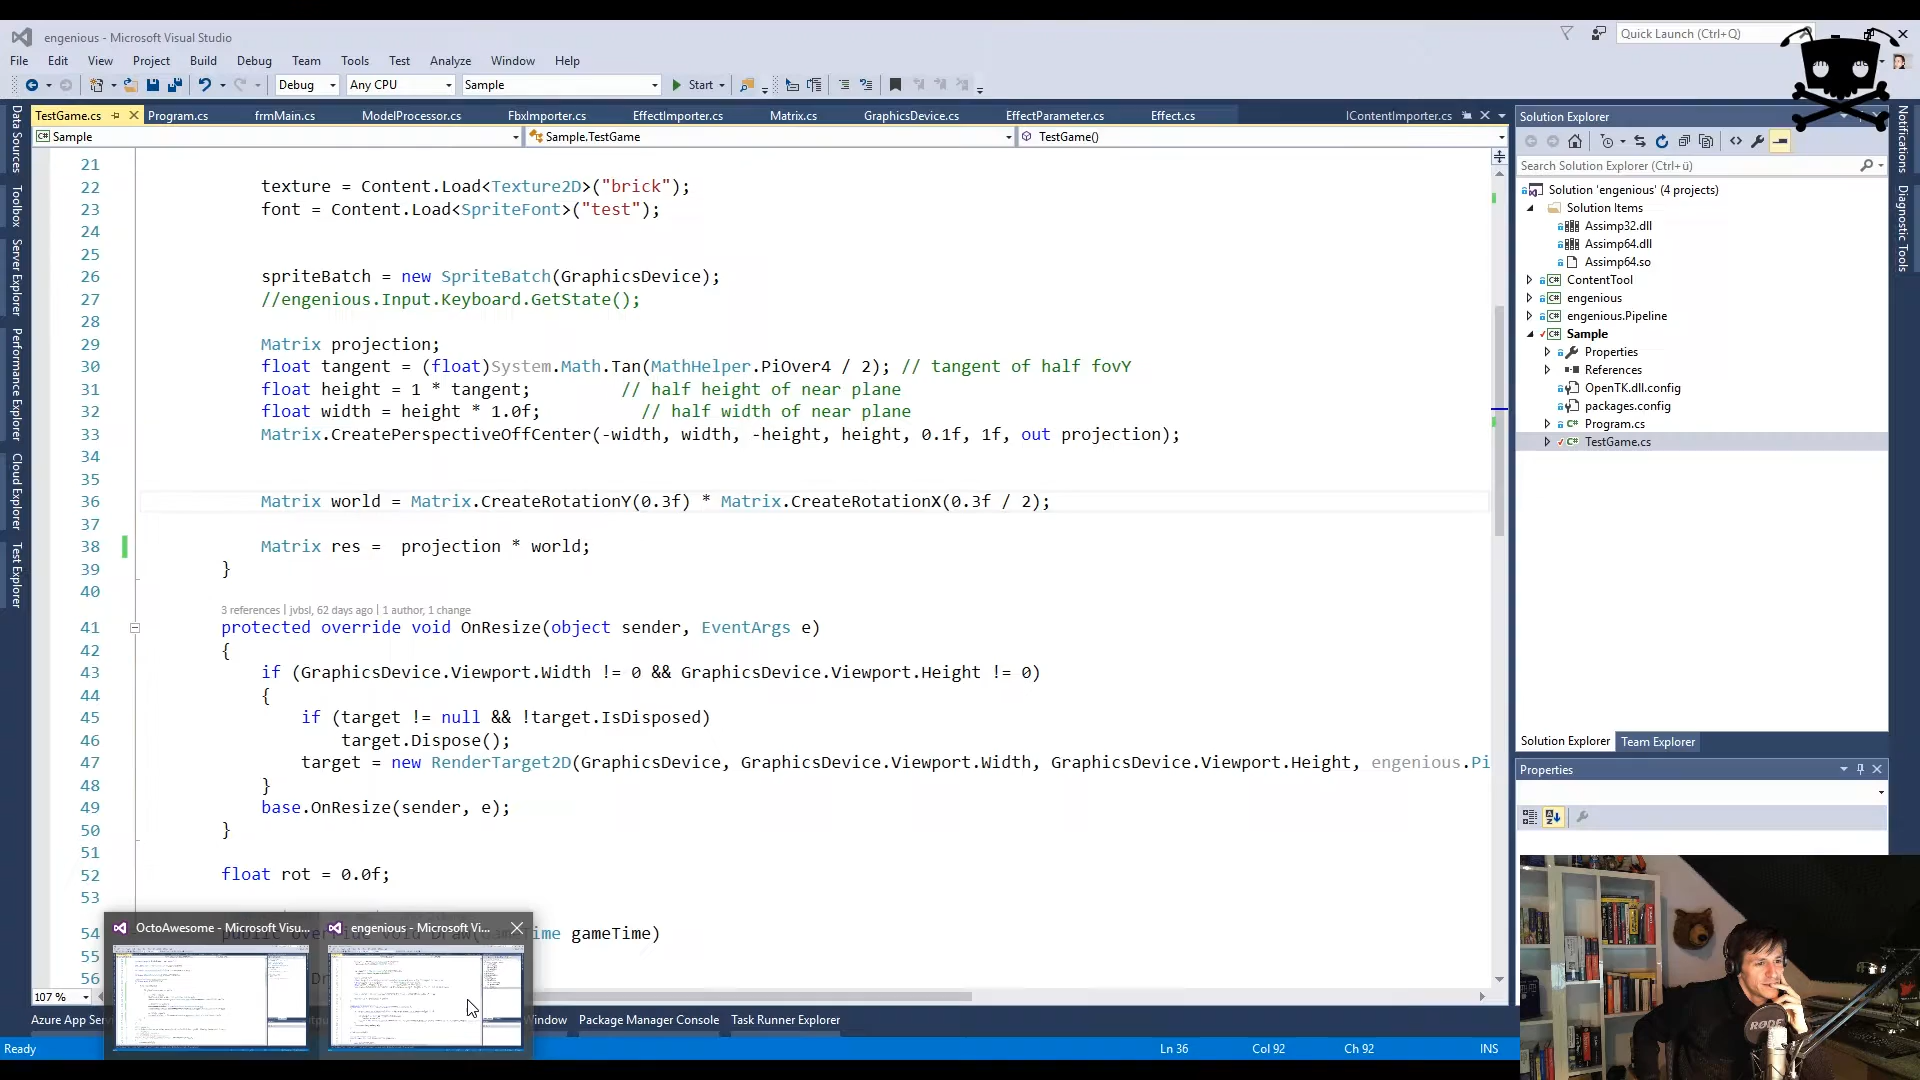 engenious - Microsoft Visual Studio
Quick Launch (Ctrl+Q)
File Edit View Project Build Debug Team Tools Test Analyze Window Help
Debug Any CPU Sample Start
TestGame.cs Program.cs frmMain.cs ModelProcessor.cs FbxImporter.cs EffectImporter.cs Matrix.cs GraphicsDevice.cs EffectParameter.cs Effect.cs IContentImporter.cs
Sample Sample.TestGame TestGame()
21
22 texture = Content.Load<Texture2D>("brick");
23 font = Content.Load<SpriteFont>("test");
24
25
26 spriteBatch = new SpriteBatch(GraphicsDevice);
27 //engenious.Input.Keyboard.GetState();
28
29 Matrix projection;
30 float tangent = (float)System.Math.Tan(MathHelper.PiOver4 / 2); // tangent of half fovY
31 float height = 1 * tangent; // half height of near plane
32 float width = height * 1.0f; // half width of near plane
33 Matrix.CreatePerspectiveOffCenter(-width, width, -height, height, 0.1f, 1f, out projection);
34
35
36 Matrix world = Matrix.CreateRotationY(0.3f) * Matrix.CreateRotationX(0.3f / 2);
37
38 Matrix res = projection * world;
39 }
40
3 references | jvbsl, 62 days ago | 1 author, 1 change
41 protected override void OnResize(object sender, EventArgs e)
42 {
43 if (GraphicsDevice.Viewport.Width != 0 && GraphicsDevice.Viewport.Height != 0)
44 {
45 if (target != null && !target.IsDisposed)
46 target.Dispose();
47 target = new RenderTarget2D(GraphicsDevice, GraphicsDevice.Viewport.Width, GraphicsDevice.Viewport.Height, engenious.Pi
48 }
49 base.OnResize(sender, e);
50 }
51
52 float rot = 0.0f;
53
54 gameTime)
55
56
107 %
OctoAwesome - Microsoft Visu...
engenious - Microsoft Vi...
Azure App Window Package Manager Console Task Runner Explorer
Ready Ln 36 Col 92 Ch 92 INS
Data Sources
Toolbox
Server Explorer
Performance Explorer
Cloud Explorer
Test Explorer
Solution Explorer
Search Solution Explorer (Ctrl+ü)
Solution 'engenious' (4 projects)
Solution Items
Assimp32.dll
Assimp64.dll
Assimp64.so
ContentTool
engenious
engenious.Pipeline
Sample
Properties
References
OpenTK.dll.config
packages.config
Program.cs
TestGame.cs
Solution Explorer Team Explorer
Properties
Notifications
Diagnostic Tools
RØDE